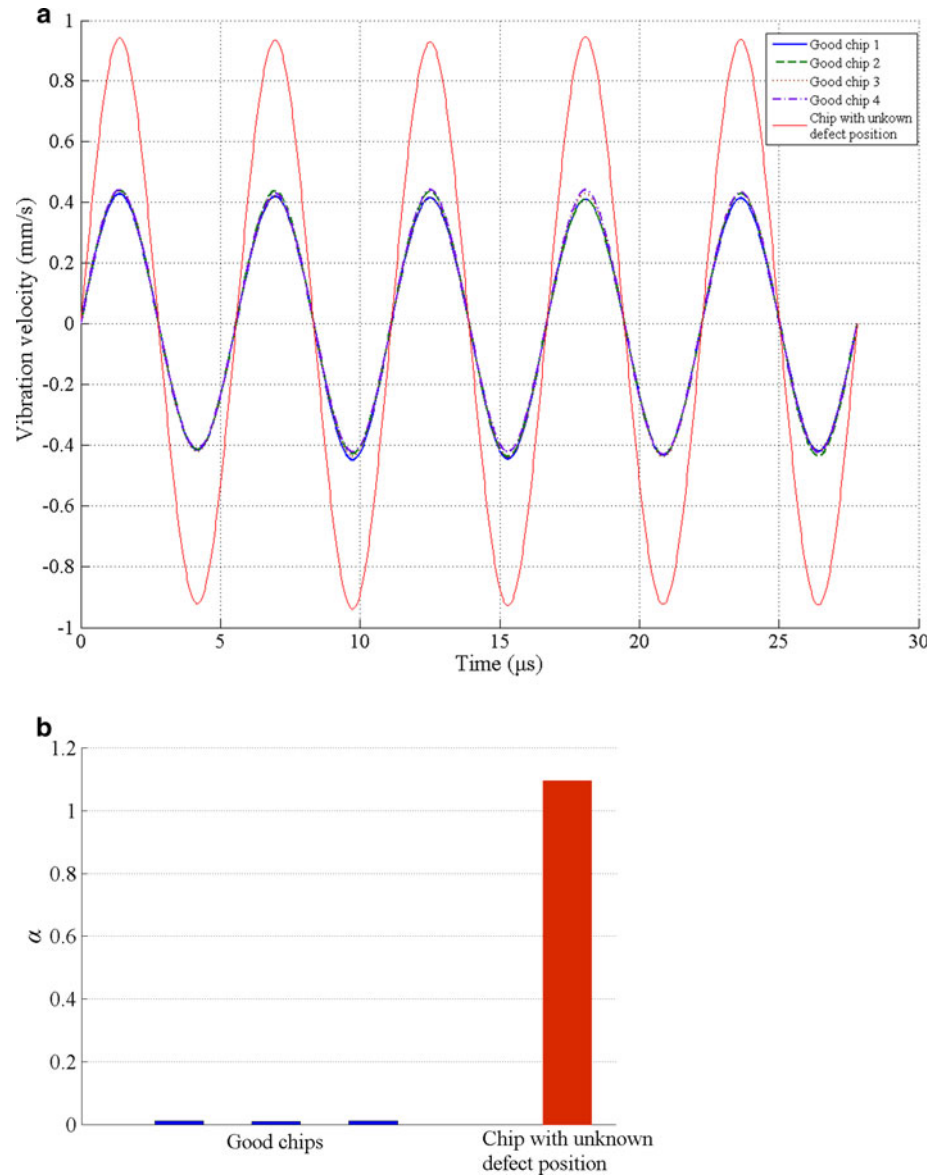 a
1
0.8
0.6
0.4
0.2
0
-0.2
-0.4
-0.6
-0.8
-1
Vibration velocity (mm/s)
Good chip 1
Good chip 2
Good chip 3
Good chip 4
Chip with unkown
defect position
0 5 10 15 20 25 30
Time (μs)
b
1.2
1
0.8
0.6
0.4
0.2
0
α
Good chips
Chip with unknown
defect position